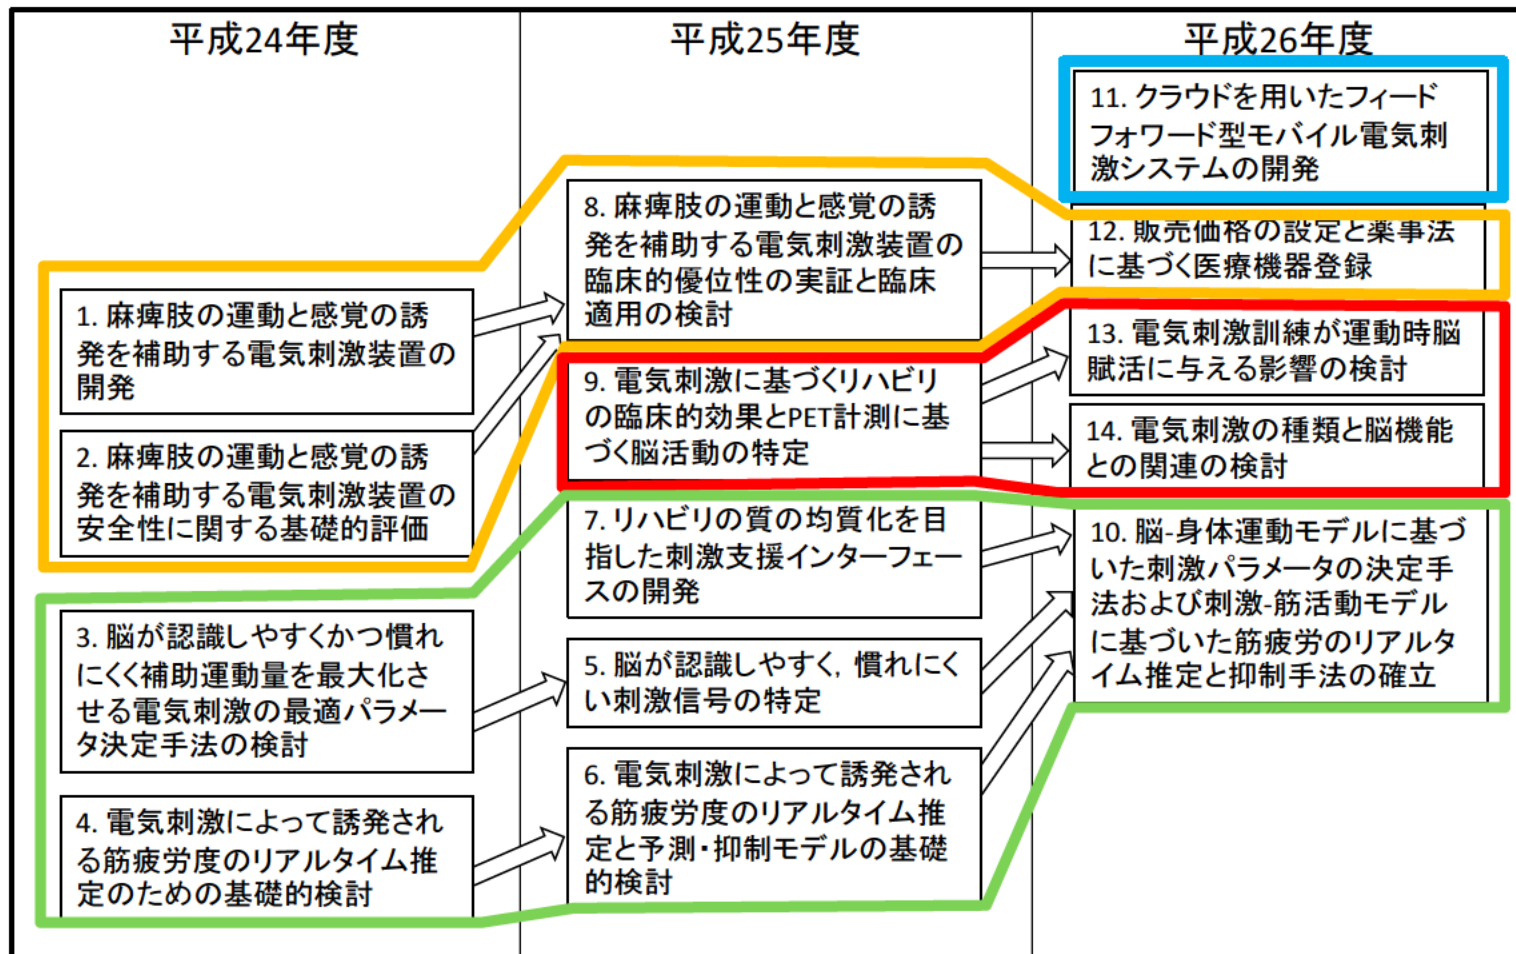 平成24年度
平成25年度
平成26年度
1. 麻痺肢の運動と感覚の誘
発を補助する電気刺激装置の
開発
2. 麻痺肢の運動と感覚の誘
発を補助する電気刺激装置の
安全性に関する基礎的評価
3. 脳が認識しやすくかつ慣れ
にくく補助運動量を最大化さ
せる電気刺激の最適パラメー
タ決定手法の検討
4. 電気刺激によって誘発され
る筋疲労度のリアルタイム推
定のための基礎的検討
8. 麻痺肢の運動と感覚の誘
発を補助する電気刺激装置の
臨床的優位性の実証と臨床
適用の検討
9. 電気刺激に基づくリハビリ
の臨床的効果とPET計測に基
づく脳活動の特定
7. リハビリの質の均質化を目
指した刺激支援インターフェー
スの開発
5. 脳が認識しやすく, 慣れにく
い刺激信号の特定
6. 電気刺激によって誘発され
る筋疲労度のリアルタイム推
定と予測・抑制モデルの基礎
的検討
11. クラウドを用いたフィード
フォワード型モバイル電気刺
激システムの開発
12. 販売価格の設定と薬事法
に基づく医療機器登録
13. 電気刺激訓練が運動時脳
賦活に与える影響の検討
14. 電気刺激の種類と脳機能
との関連の検討
10. 脳-身体運動モデルに基づ
いた刺激パラメータの決定手
法および刺激-筋活動モデル
に基づいた筋疲労のリアルタ
イム推定と抑制手法の確立